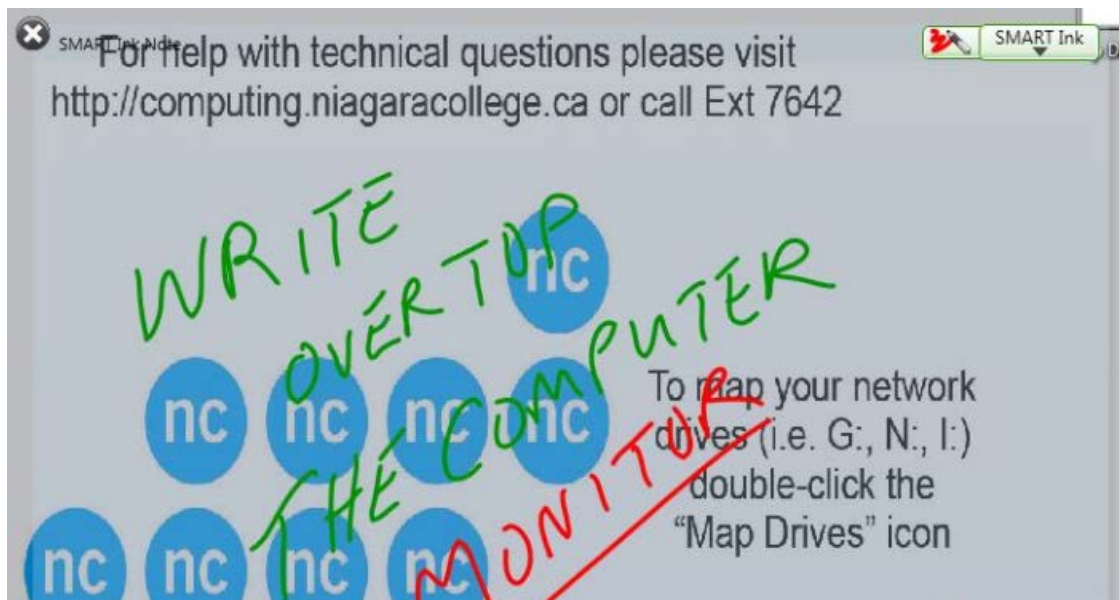 SMART Ink Note
SMART Ink
For help with technical questions please visit
http://computing.niagaracollege.ca or call Ext 7642
WRITE
OVER TOP
THE COMPUTER
MONITOR
nc
nc nc nc nc
To map your network
drives (i.e. G:, N:, I:)
double-click the
“Map Drives” icon
nc nc nc nc